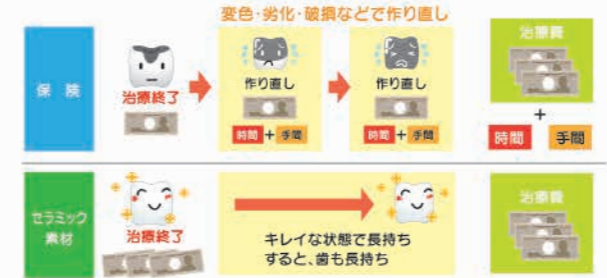 変色・劣化・破損などで作り直し
保険
治療終了
作り直し
時間 + 手間
作り直し
時間 + 手間
治療費
+
時間 手間
セラミック
素材
治療終了
キレイな状態で長持ち
すると、歯も長持ち
治療費